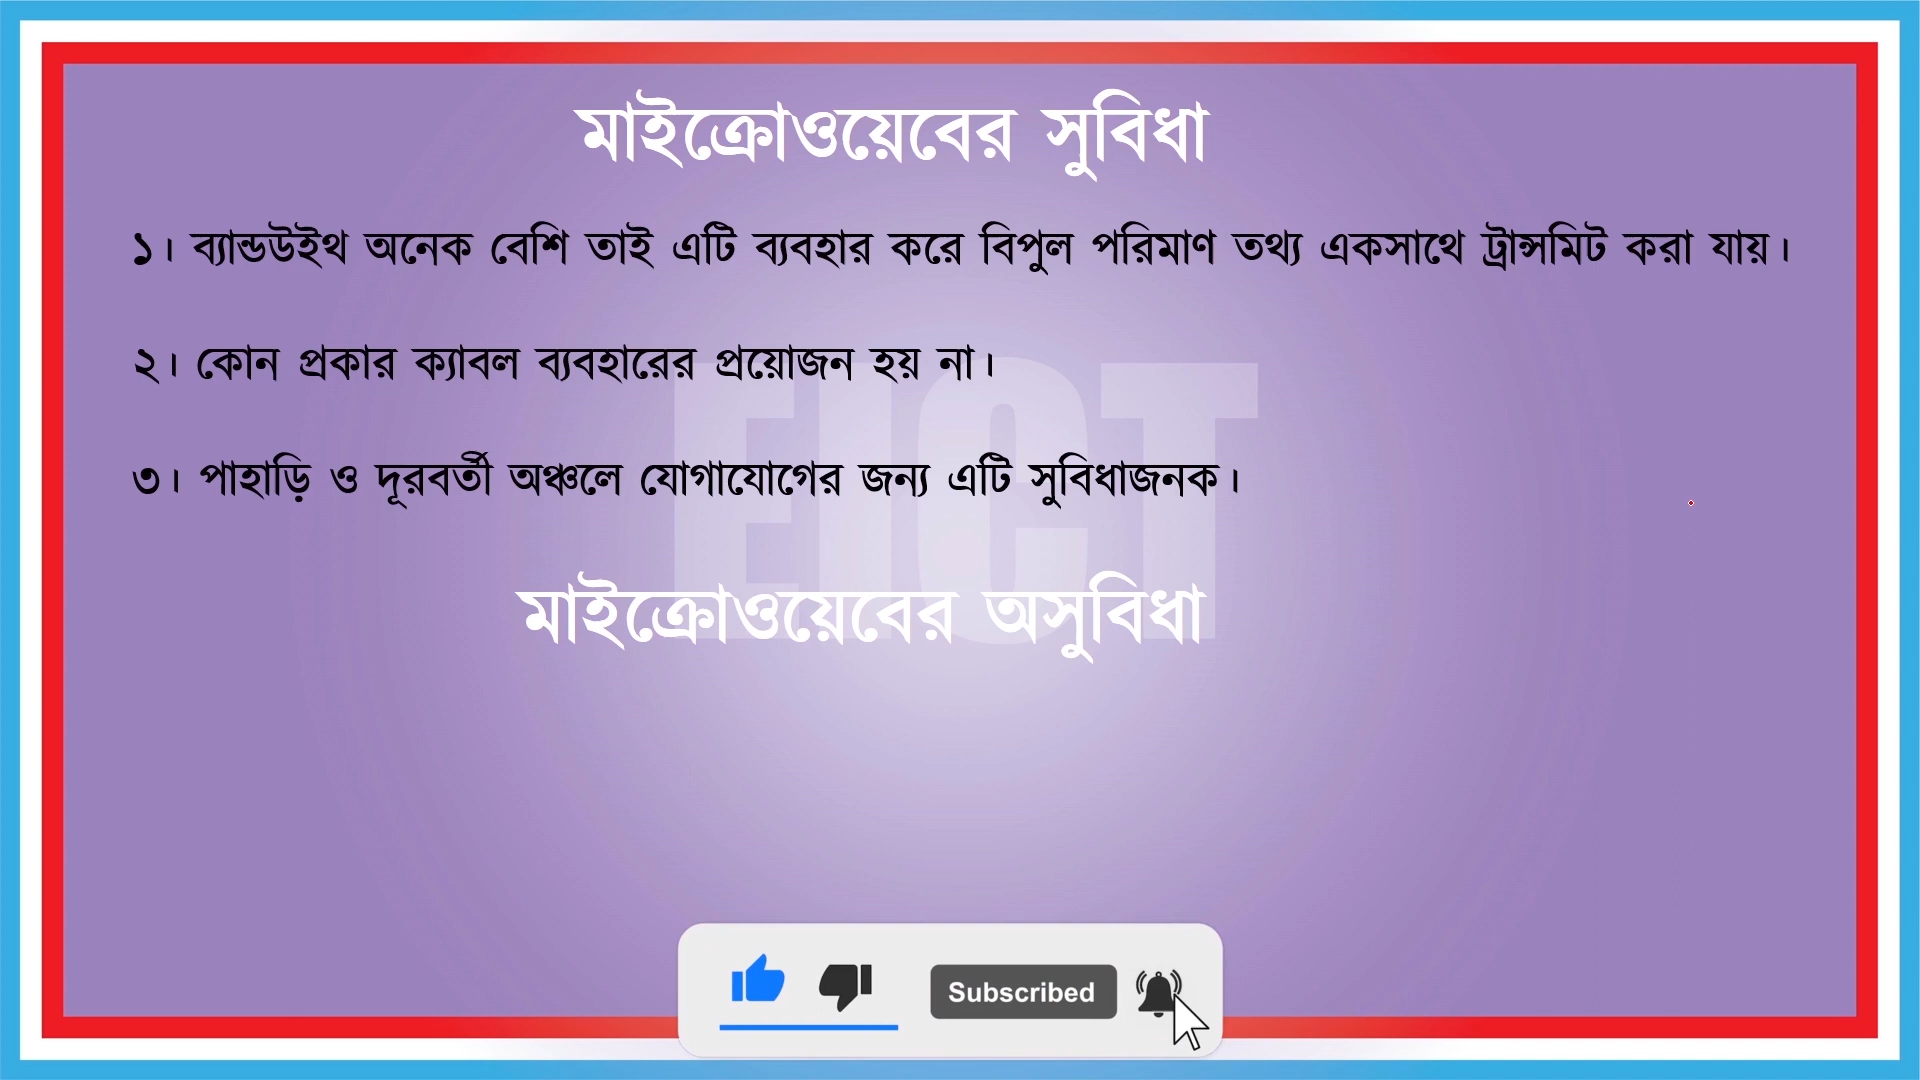 মাইক্রোওয়েবের সুবিধা
১। ব্যান্ডউইথ অনেক বেশি তাই এটি ব্যবহার করে বিপুল পরিমাণ তথ্য একসাথে ট্রান্সমিট করা যায়।
২। কোন প্রকার ক্যাবল ব্যবহারের প্রয়োজন হয় না।
৩। পাহাড়ি ও দূরবর্তী অঞ্চলে যোগাযোগের জন্য এটি সুবিধাজনক।
EICT
মাইক্রোওয়েবের অসুবিধা
Subscribed